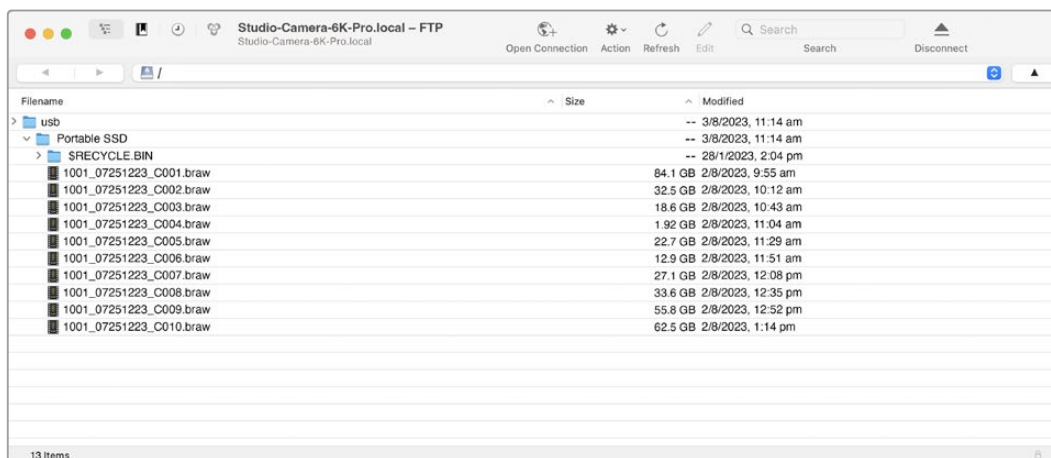 Studio-Camera-6K-Pro.local – FTP
Studio-Camera-6K-Pro.local
Open Connection Action Refresh Edit Search Search Disconnect
/
Filename Size Modified
usb -- 3/8/2023, 11:14 am
Portable SSD -- 3/8/2023, 11:14 am
$RECYCLE.BIN -- 28/1/2023, 2:04 pm
1001_07251223_C001.braw 84.1 GB 2/8/2023, 9:55 am
1001_07251223_C002.braw 32.5 GB 2/8/2023, 10:12 am
1001_07251223_C003.braw 18.6 GB 2/8/2023, 10:43 am
1001_07251223_C004.braw 1.92 GB 2/8/2023, 11:04 am
1001_07251223_C005.braw 22.7 GB 2/8/2023, 11:29 am
1001_07251223_C006.braw 12.9 GB 2/8/2023, 11:51 am
1001_07251223_C007.braw 27.1 GB 2/8/2023, 12:08 pm
1001_07251223_C008.braw 33.6 GB 2/8/2023, 12:35 pm
1001_07251223_C009.braw 55.8 GB 2/8/2023, 12:52 pm
1001_07251223_C010.braw 62.5 GB 2/8/2023, 1:14 pm
13 Items